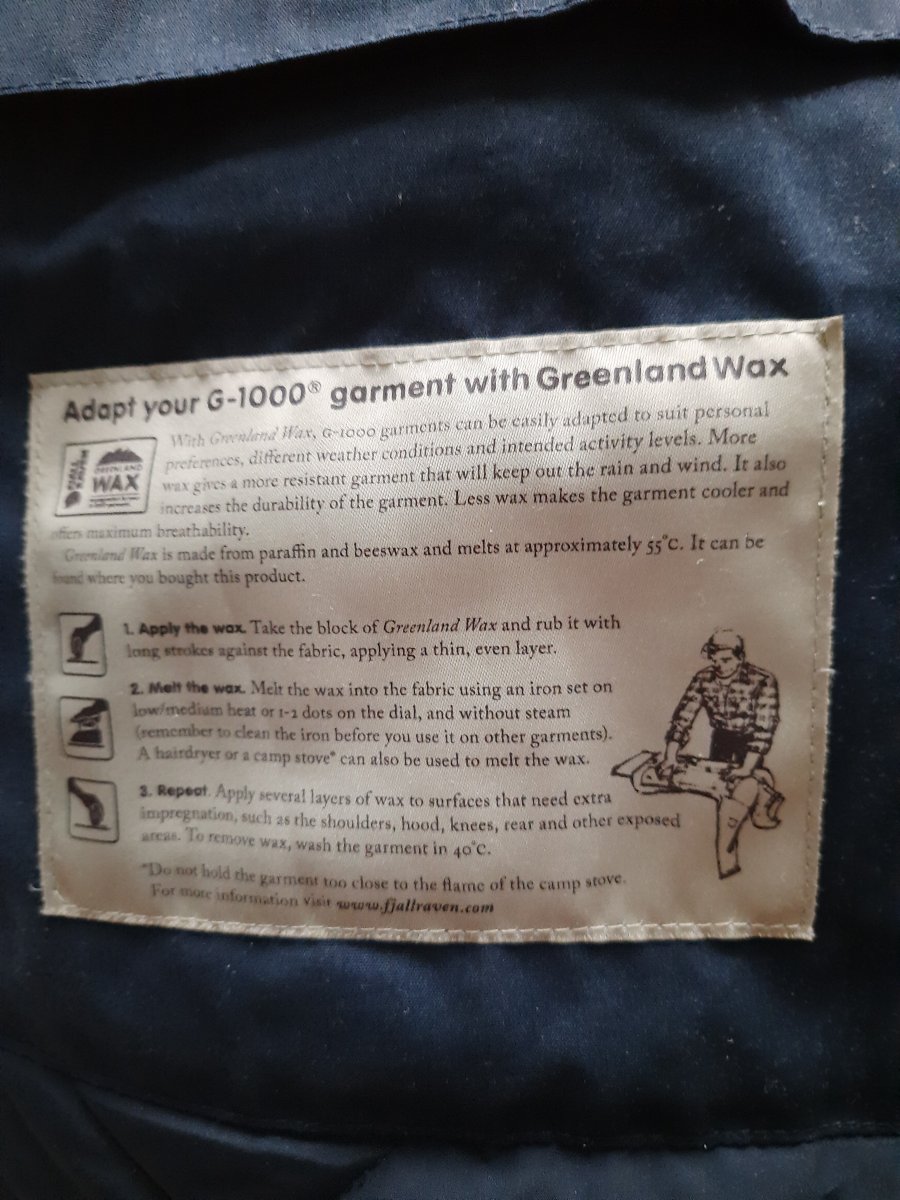 Adapt your G-1000® garment with Greenland Wax
GREENLAND
WAX
With Greenland Wax, G-1000 garments can be easily adapted to suit personal
preferences, different weather conditions and intended activity levels. More
wax gives a more resistant garment that will keep out the rain and wind. It also
increases the durability of the garment. Less wax makes the garment cooler and
offers maximum breathability.
Greenland Wax is made from paraffin and beeswax and melts at approximately 55°C. It can be
found where you bought this product.
1. Apply the wax. Take the block of Greenland Wax and rub it with
long strokes against the fabric, applying a thin, even layer.
2. Melt the wax. Melt the wax into the fabric using an iron set on
low/medium heat or 1-2 dots on the dial, and without steam
(remember to clean the iron before you use it on other garments).
A hairdryer or a camp stove* can also be used to melt the wax.
3. Repeat. Apply several layers of wax to surfaces that need extra
impregnation, such as the shoulders, hood, knees, rear and other exposed
areas. To remove wax, wash the garment in 40°C.
*Do not hold the garment too close to the flame of the camp stove.
For more information visit www.fjallraven.com